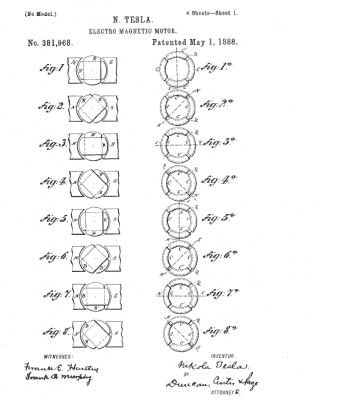 (No Model.) 4 Sheets—Sheet 1.
N. TESLA.
ELECTRO MAGNETIC MOTOR.
No. 381,968. Patented May 1, 1888.
Fig. 1 Fig. 1ª
Fig. 2. Fig. 2ª
Fig. 3. Fig. 3ª
Fig. 4. Fig. 4ª
Fig. 5. Fig. 5ª
Fig. 6. Fig. 6ª
Fig. 7. Fig. 7ª
Fig. 8. Fig. 8ª
WITNESSES: INVENTOR
Frank E. Hartley Nikola Tesla.
Frank B. Murphy BY
Duncan, Curtis & Page
ATTORNEYS.